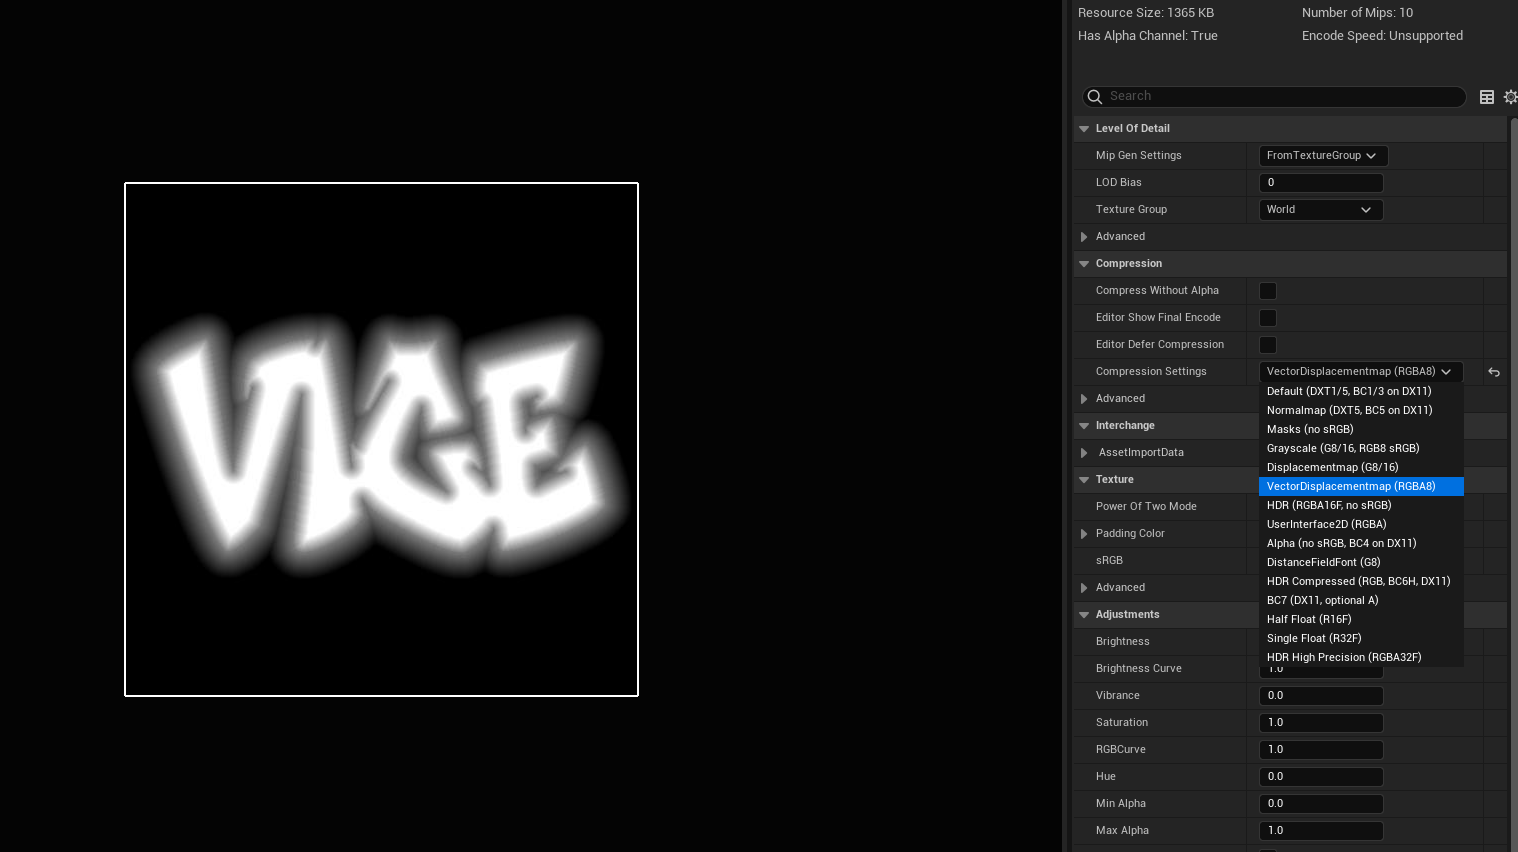 Resource Size: 1365 KB
Number of Mips: 10
Has Alpha Channel: True
Encode Speed: Unsupported
Search
Level Of Detail
Mip Gen Settings
FromTextureGroup
LOD Bias
0
Texture Group
World
Advanced
Compression
Compress Without Alpha
Editor Show Final Encode
Editor Defer Compression
Compression Settings
VectorDisplacementmap (RGBA8)
Default (DXT1/5, BC1/3 on DX11)
Advanced
Normalmap (DXT5, BC5 on DX11)
Interchange
Masks (no sRGB)
AssetImportData
Grayscale (G8/16, RGB8 sRGB)
Displacementmap (G8/16)
Texture
VectorDisplacementmap (RGBA8)
Power Of Two Mode
HDR (RGBA16F, no sRGB)
UserInterface2D (RGBA)
Padding Color
Alpha (no sRGB, BC4 on DX11)
sRGB
DistanceFieldFont (G8)
HDR Compressed (RGB, BC6H, DX11)
Advanced
BC7 (DX11, optional A)
Adjustments
Half Float (R16F)
Brightness
Single Float (R32F)
HDR High Precision (RGBA32F)
Brightness Curve
1.0
Vibrance
0.0
Saturation
1.0
RGBCurve
1.0
Hue
0.0
Min Alpha
0.0
Max Alpha
1.0
VICE